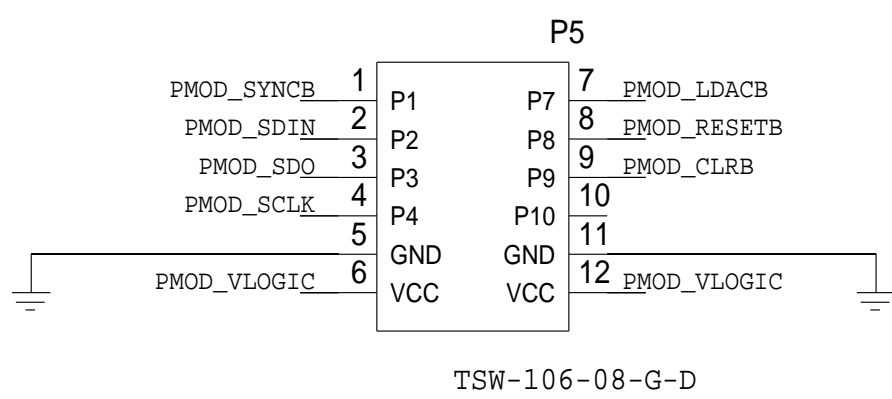 P5
PMOD_SYNCB 1 P1 P7 7 PMOD_LDACB
PMOD_SDIN 2 P2 P8 8 PMOD_RESETB
PMOD_SDO 3 P3 P9 9 PMOD_CLRB
PMOD_SCLK 4 P4 P10 10
5 GND GND 11
PMOD_VLOGIC 6 VCC VCC 12 PMOD_VLOGIC
TSW-106-08-G-D